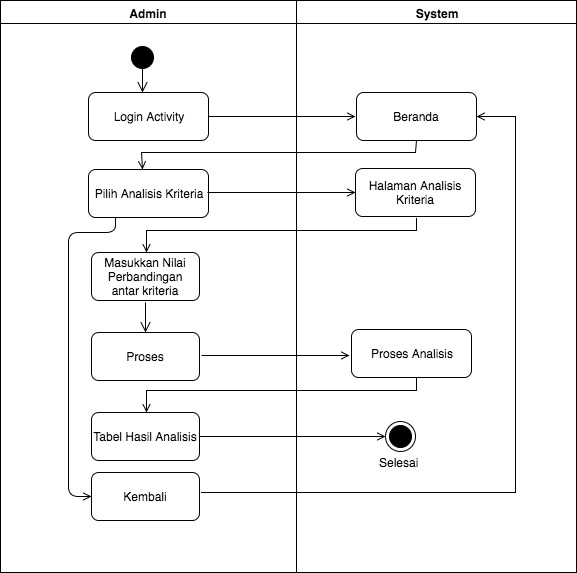 Admin
System
Login Activity
Beranda
Pilih Analisis Kriteria
Halaman Analisis
Kriteria
Masukkan Nilai
Perbandingan
antar kriteria
Proses
Proses Analisis
Tabel Hasil Analisis
Selesai
Kembali